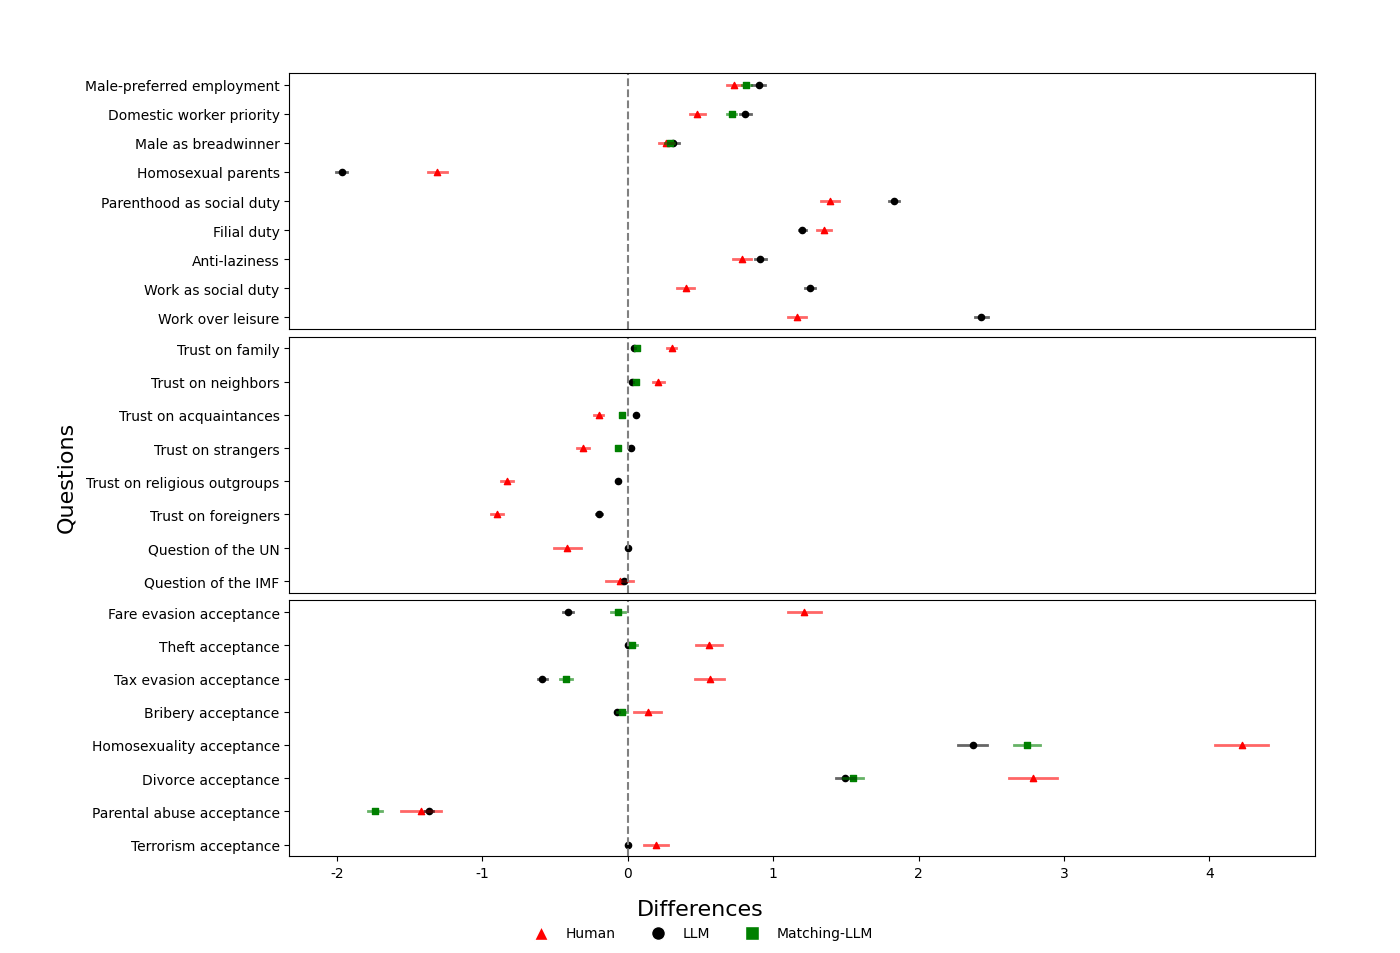 Male-preferred employment
Domestic worker priority
Male as breadwinner
Homosexual parents
Parenthood as social duty
Filial duty
Anti-laziness
Work as social duty
Work over leisure
Trust on family
Trust on neighbors
Trust on acquaintances
Trust on strangers
Trust on religious outgroups
Trust on foreigners
Question of the UN
Question of the IMF
Fare evasion acceptance
Theft acceptance
Tax evasion acceptance
Bribery acceptance
Homosexuality acceptance
Divorce acceptance
Parental abuse acceptance
Terrorism acceptance
Questions
-2 -1 0 1 2 3 4
Differences
Human LLM Matching-LLM